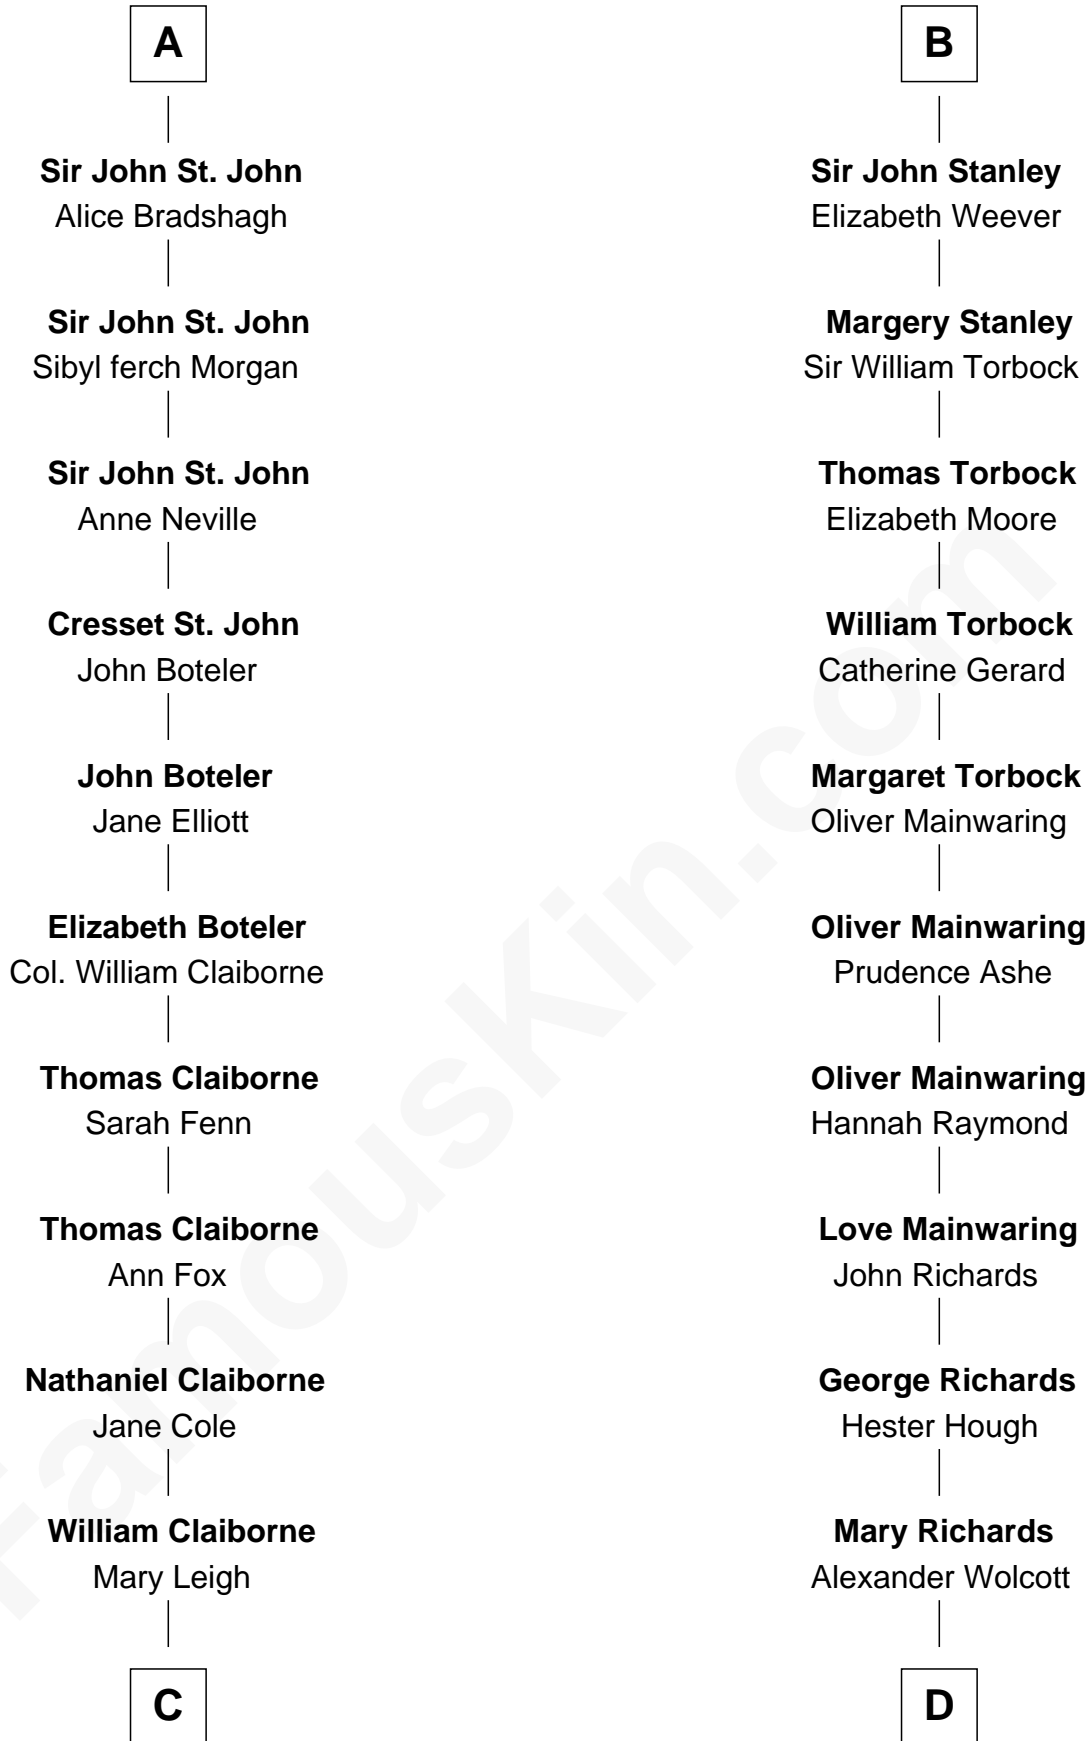 A
Sir John St. John
Alice Bradshagh
Sir John St. John
Sibyl ferch Morgan
Sir John St. John
Anne Neville
Cresset St. John
John Boteler
John Boteler
Jane Elliott
Elizabeth Boteler
Col. William Claiborne
Thomas Claiborne
Sarah Fenn
Thomas Claiborne
Ann Fox
Nathaniel Claiborne
Jane Cole
William Claiborne
Mary Leigh
C
B
Sir John Stanley
Elizabeth Weever
Margery Stanley
Sir William Torbock
Thomas Torbock
Elizabeth Moore
William Torbock
Catherine Gerard
Margaret Torbock
Oliver Mainwaring
Oliver Mainwaring
Prudence Ashe
Oliver Mainwaring
Hannah Raymond
Love Mainwaring
John Richards
George Richards
Hester Hough
Mary Richards
Alexander Wolcott
D
FamousKin.com